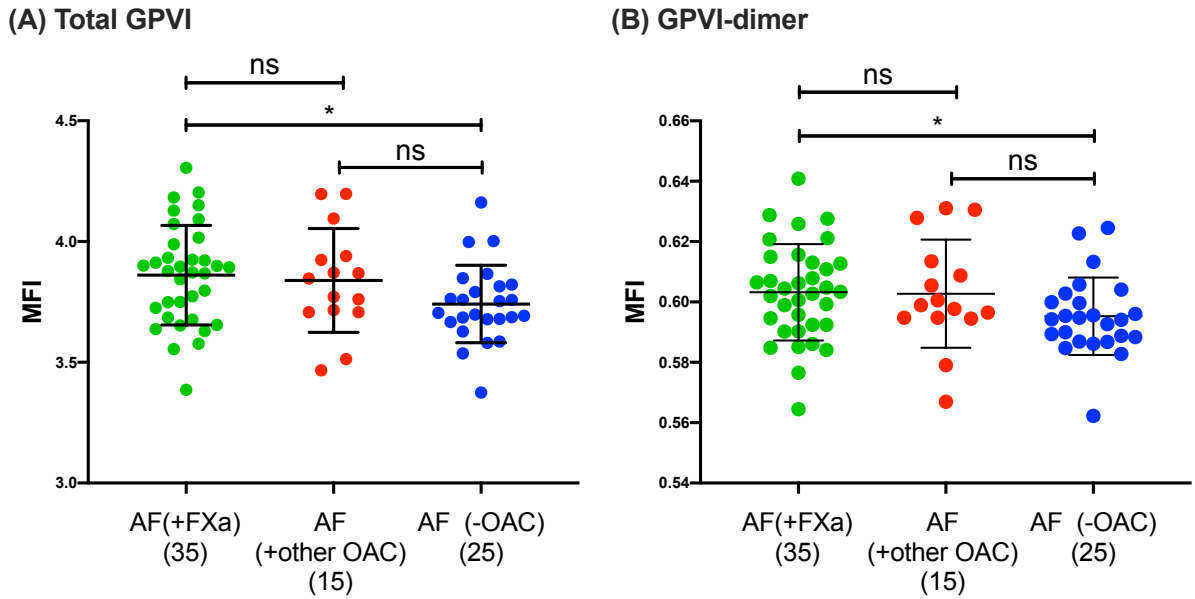 (A) Total GPVI
ns
*
ns
MFI
4.5
4.0
3.5
3.0
AF(+FXa)
(35)
AF
(+other OAC)
(15)
AF (-OAC)
(25)
(B) GPVI-dimer
ns
*
ns
MFI
0.66
0.64
0.62
0.60
0.58
0.56
0.54
AF(+FXa)
(35)
AF
(+other OAC)
(15)
AF (-OAC)
(25)